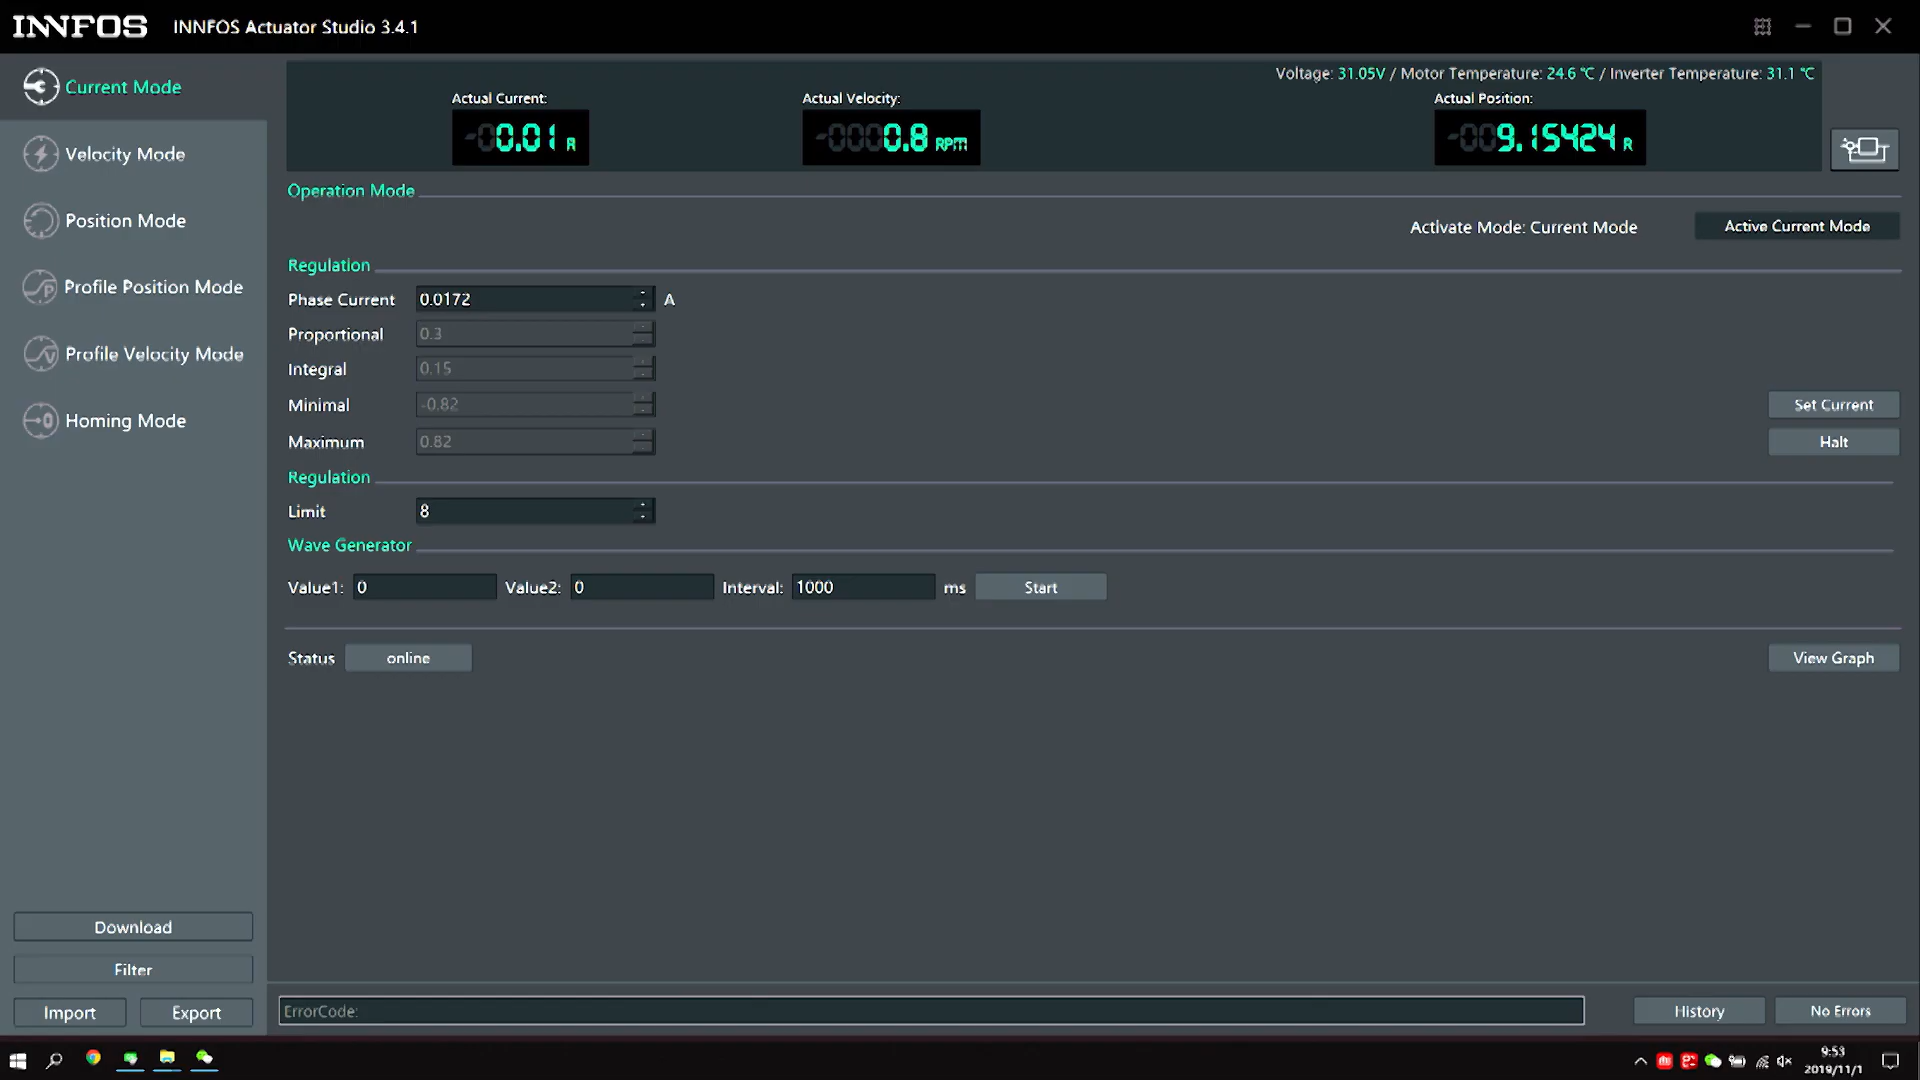 INNFOS INNFOS Actuator Studio 3.4.1
Current Mode
Velocity Mode
Position Mode
Profile Position Mode
Profile Velocity Mode
Homing Mode
Download
Filter
Import Export
Voltage: 31.05V / Motor Temperature: 24.6 ℃ / Inverter Temperature: 31.1 ℃
Actual Current: Actual Velocity: Actual Position:
0.01 A 0.8 RPM 9.15424 R
Operation Mode
Activate Mode: Current Mode Active Current Mode
Regulation
Phase Current 0.0172 A
Proportional 0.3
Integral 0.15
Minimal -0.82 Set Current
Maximum 0.82 Halt
Regulation
Limit 8
Wave Generator
Value1: 0 Value2: 0 Interval: 1000 ms Start
Status online View Graph
ErrorCode: History No Errors
9:53
2019/11/1